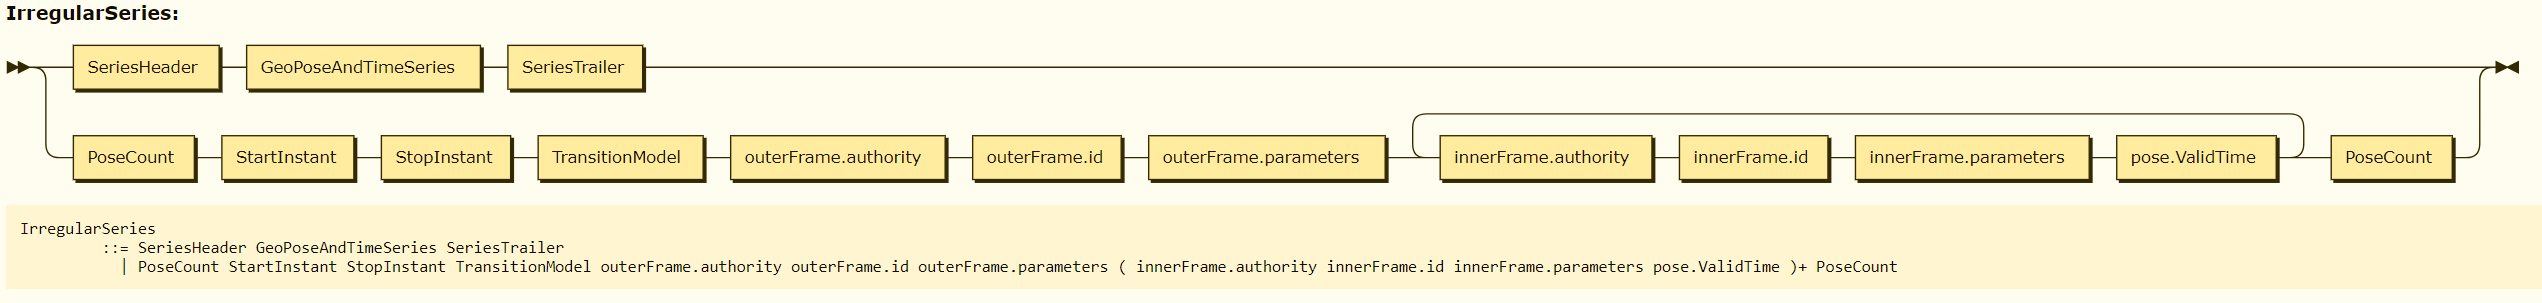 IrregularSeries:
SeriesHeader GeoPoseAndTimeSeries SeriesTrailer
PoseCount StartInstant StopInstant TransitionModel outerFrame.authority outerFrame.id outerFrame.parameters innerFrame.authority innerFrame.id innerFrame.parameters pose.ValidTime PoseCount
IrregularSeries
::= SeriesHeader GeoPoseAndTimeSeries SeriesTrailer
| PoseCount StartInstant StopInstant TransitionModel outerFrame.authority outerFrame.id outerFrame.parameters ( innerFrame.authority innerFrame.id innerFrame.parameters pose.ValidTime )+ PoseCount